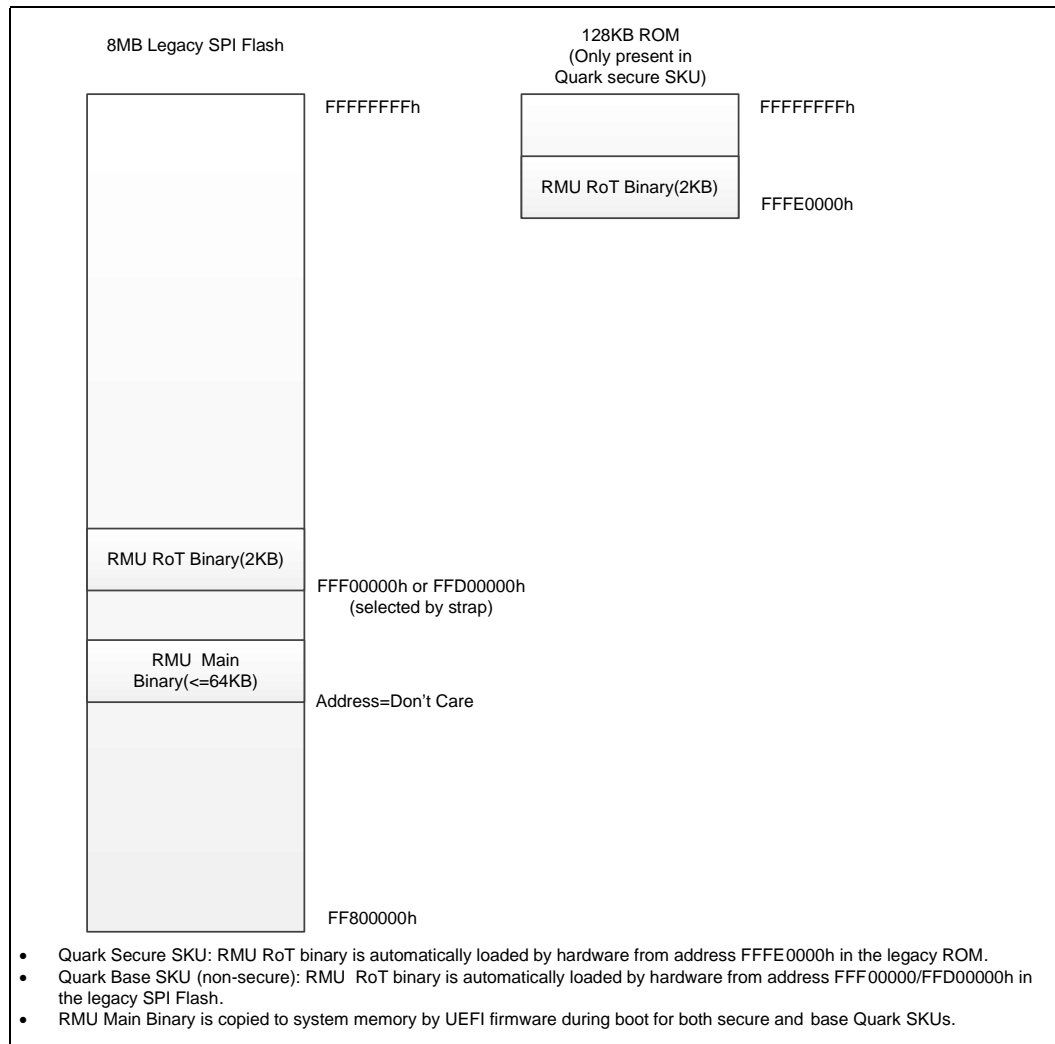 8MB Legacy SPI Flash
128KB ROM
(Only present in
Quark secure SKU)
FFFFFFFFh
FFFFFFFFh
RMU RoT Binary(2KB)
FFFE0000h
RMU RoT Binary(2KB)
FFF00000h or FFD00000h
(selected by strap)
RMU Main
Binary(<=64KB)
Address=Don't Care
FF800000h
• Quark Secure SKU: RMU RoT binary is automatically loaded by hardware from address FFFE0000h in the legacy ROM.
• Quark Base SKU (non-secure): RMU RoT binary is automatically loaded by hardware from address FFF00000/FFD00000h in
the legacy SPI Flash.
• RMU Main Binary is copied to system memory by UEFI firmware during boot for both secure and base Quark SKUs.